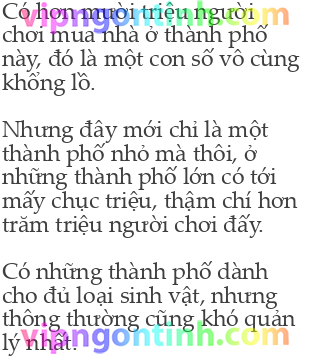 Có hơn mười triệu người
chơi mua nhà ở thành phố
này, đó là một con số vô cùng
khổng lồ.
Nhưng đây mới chỉ là một
thành phố nhỏ mà thôi, ở
những thành phố lớn có tới
mấy chục triệu, thậm chí hơn
trăm triệu người chơi đấy.
Có những thành phố dành
cho đủ loại sinh vật, nhưng
thông thường cũng khó quản
lý nhất.
vipngontinh.com
vipngontinh.com
vipngontinh.com